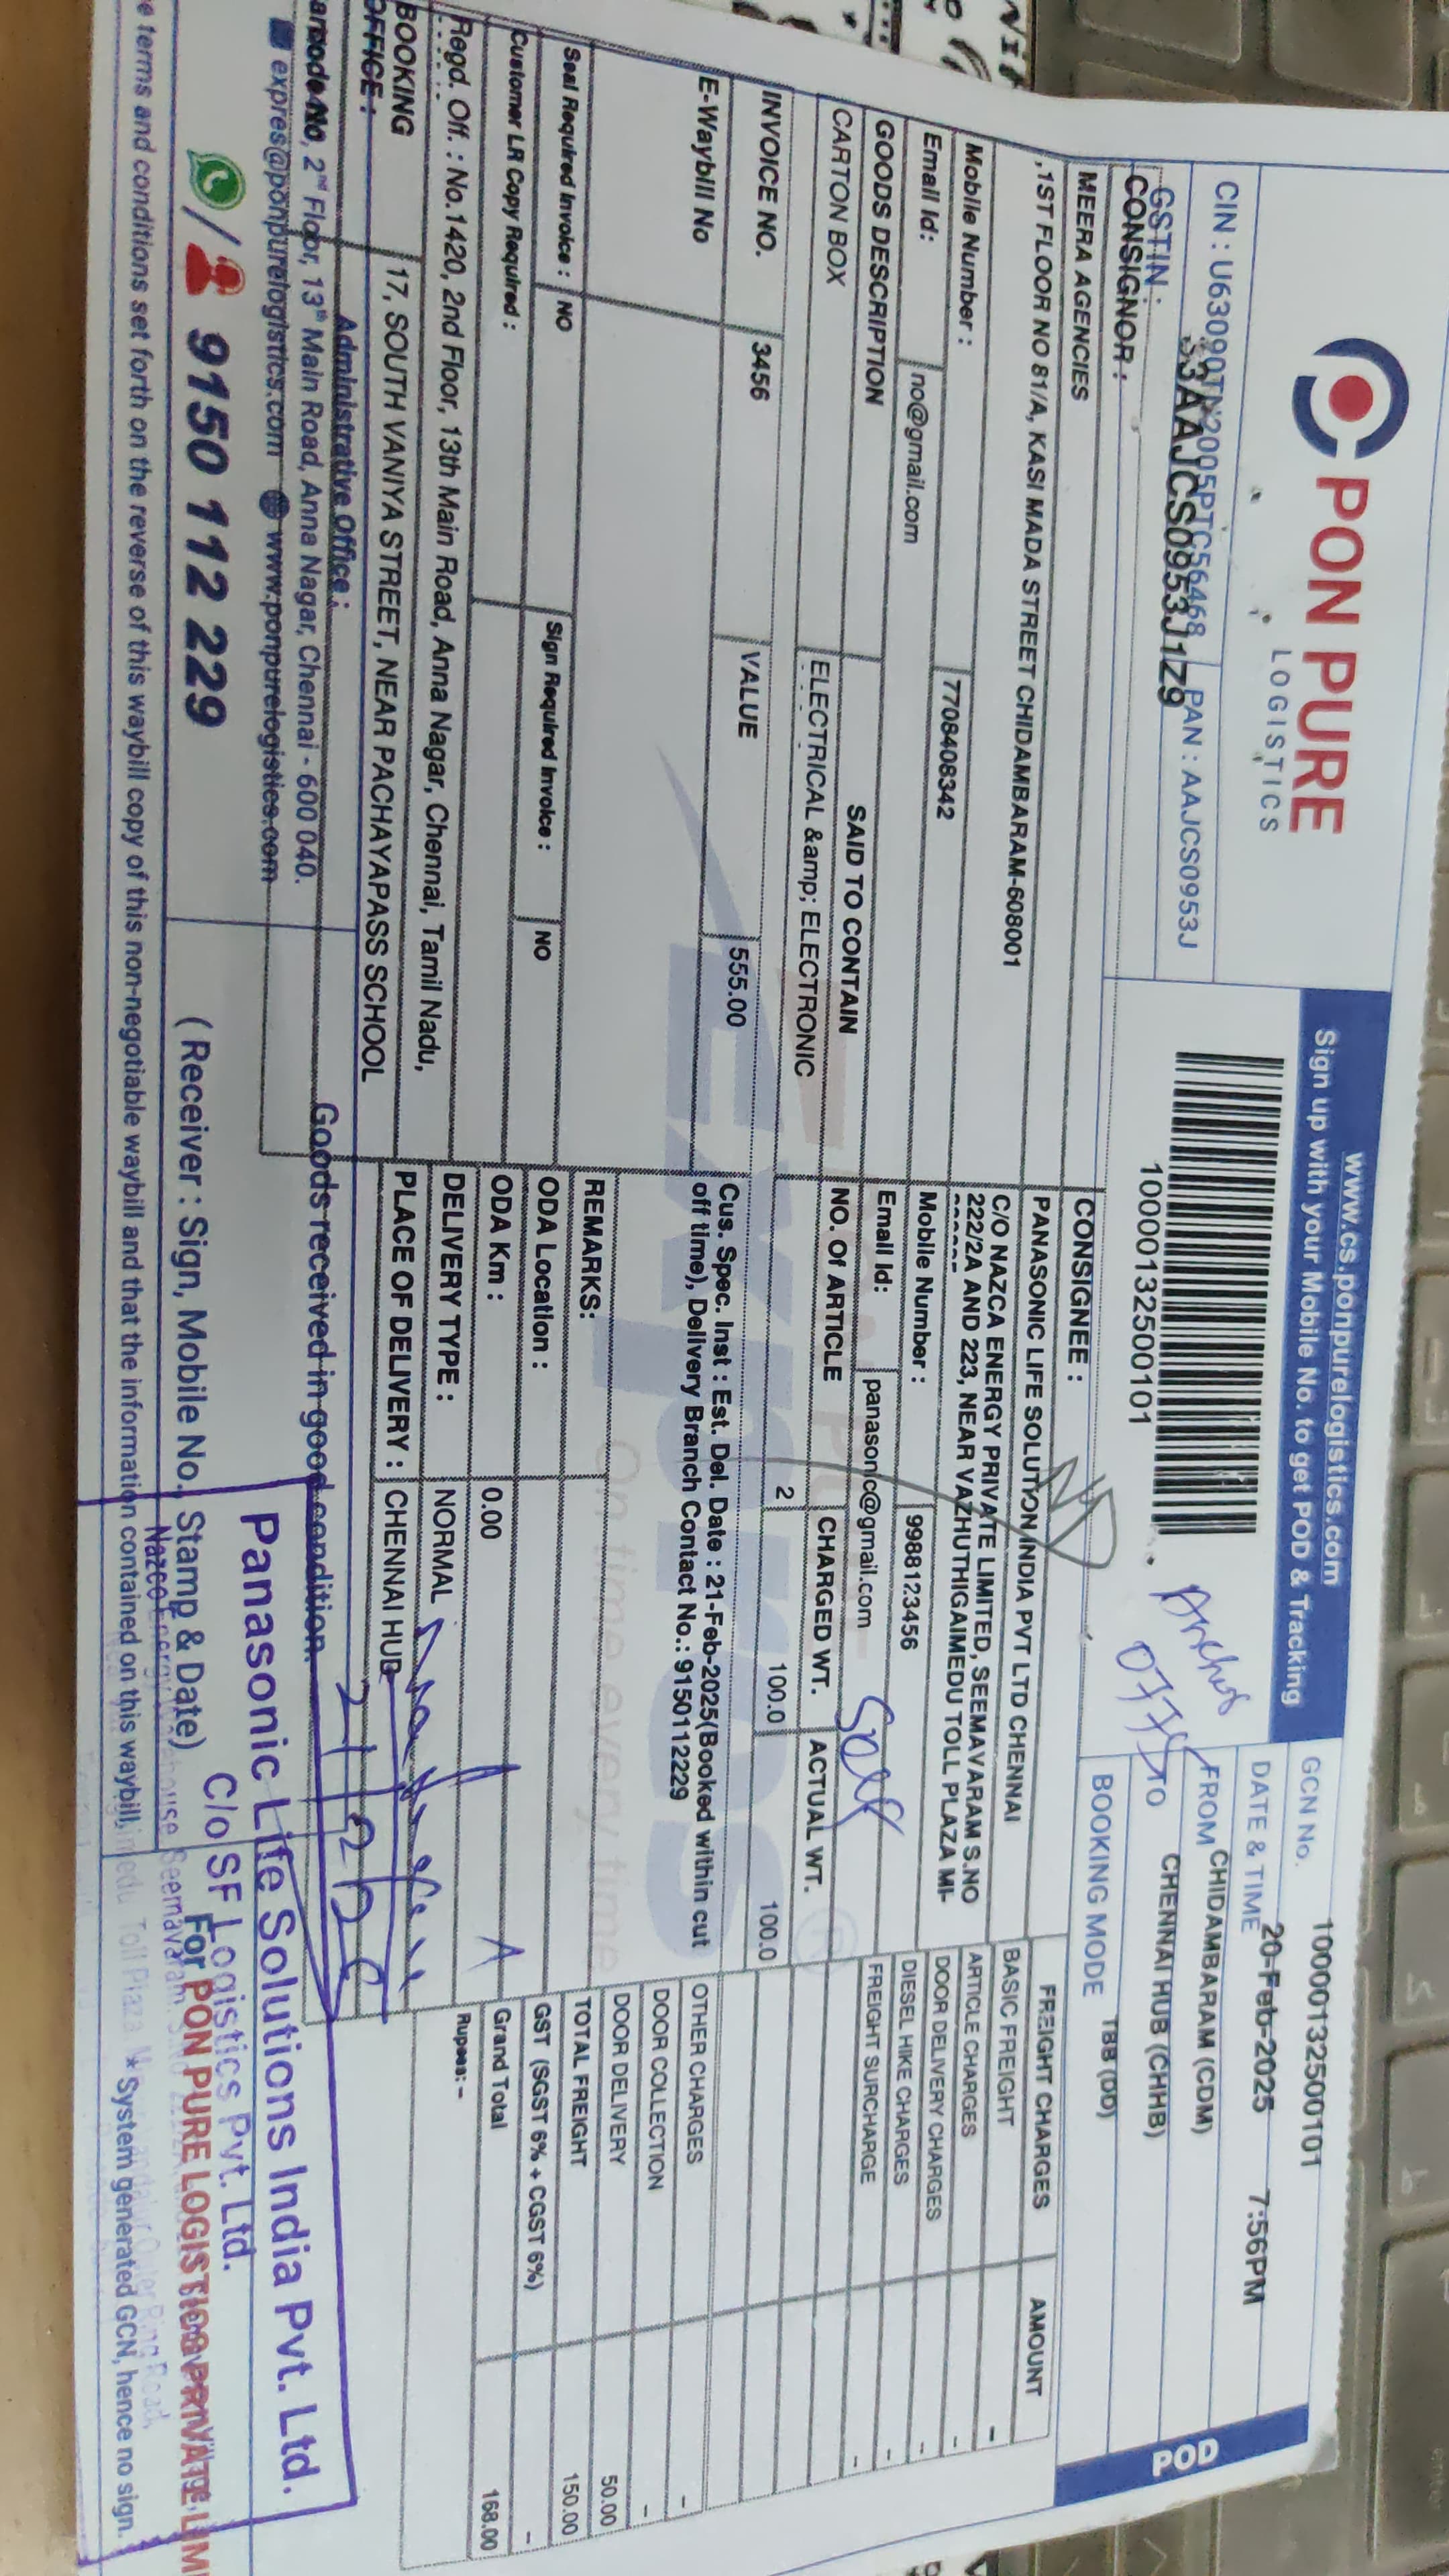 PON PURE
LOGISTICS
CIN : U63090TN2005PTC56468 PAN : AAJCS0953J
GSTIN : 33AAJCS0953J1Z9
www.cs.ponpurelogistics.com
Sign up with your Mobile No. to get POD & Tracking
10000132500101
GCN No. 10000132500101
DATE & TIME 20-Feb-2025 7:56PM
FROM CHIDAMBARAM (CDM)
TO CHENNAI HUB (CHHB)
BOOKING MODE TBB (DD)
POD
CONSIGNOR :
MEERA AGENCIES
,1ST FLOOR NO 81/A, KASI MADA STREET CHIDAMBARAM-608001
Mobile Number : 7708408342
Email Id: no@gmail.com
CONSIGNEE :
PANASONIC LIFE SOLUTION INDIA PVT LTD CHENNAI
C/O NAZCA ENERGY PRIVATE LIMITED, SEEMAVARAM S.NO
222/2A AND 223, NEAR VAZHUTHIGAIMEDU TOLL PLAZA MI-
Mobile Number : 9988123456
Email Id: panasonic@gmail.com
GOODS DESCRIPTION SAID TO CONTAIN NO. Of ARTICLE CHARGED WT. ACTUAL WT.
CARTON BOX ELECTRICAL &amp; ELECTRONIC 2 100.0 100.0
INVOICE NO. 3456 VALUE 555.00
E-Waybill No
Cus. Spec. Inst : Est. Del. Date : 21-Feb-2025(Booked within cut
off time), Delivery Branch Contact No.: 9150112229
REMARKS:
Seal Required Invoice : NO Sign Required Invoice : NO
Customer LR Copy Required :
ODA Location :
ODA Km : 0.00
DELIVERY TYPE : NORMAL
PLACE OF DELIVERY : CHENNAI HUB
Regd. Off. : No.1420, 2nd Floor, 13th Main Road, Anna Nagar, Chennai, Tamil Nadu,
BOOKING OFFICE : 17, SOUTH VANIYA STREET, NEAR PACHAYAPASS SCHOOL
FREIGHT CHARGES AMOUNT
BASIC FREIGHT -
ARTICLE CHARGES -
DOOR DELIVERY CHARGES -
DIESEL HIKE CHARGES -
FREIGHT SURCHARGE -
OTHER CHARGES -
DOOR COLLECTION -
DOOR DELIVERY 50.00
TOTAL FREIGHT 150.00
GST (SGST 6% + CGST 6%) -
Grand Total 168.00
Rupees: -
EXPRESS
on time every time
Administrative Office :
2nd Floor, 13th Main Road, Anna Nagar, Chennai - 600 040.
expres@ponpurelogistics.com www.ponpurelogistics.com
9150 112 229
Goods received in good condition
( Receiver : Sign, Mobile No., Stamp & Date)
Panasonic Life Solutions India Pvt. Ltd.
C/o SF Logistics Pvt. Ltd.
For PON PURE LOGISTICS PRIVATE LIMI
e terms and conditions set forth on the reverse of this waybill copy of this non-negotiable waybill and that the information contained on this waybill,
* System generated GCN, hence no sign.